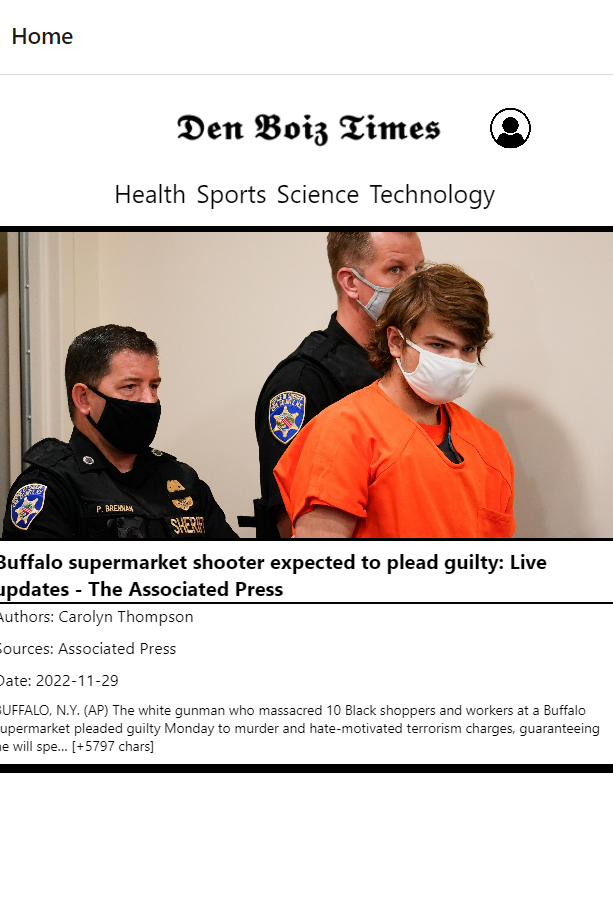 Home
Den Boiz Times
Health Sports Science Technology
P. BRENNAN
SHERIFF
Buffalo supermarket shooter expected to plead guilty: Live
updates - The Associated Press
Authors: Carolyn Thompson
Sources: Associated Press
Date: 2022-11-29
BUFFALO, N.Y. (AP) The white gunman who massacred 10 Black shoppers and workers at a Buffalo
supermarket pleaded guilty Monday to murder and hate-motivated terrorism charges, guaranteeing
he will spe... [+5797 chars]